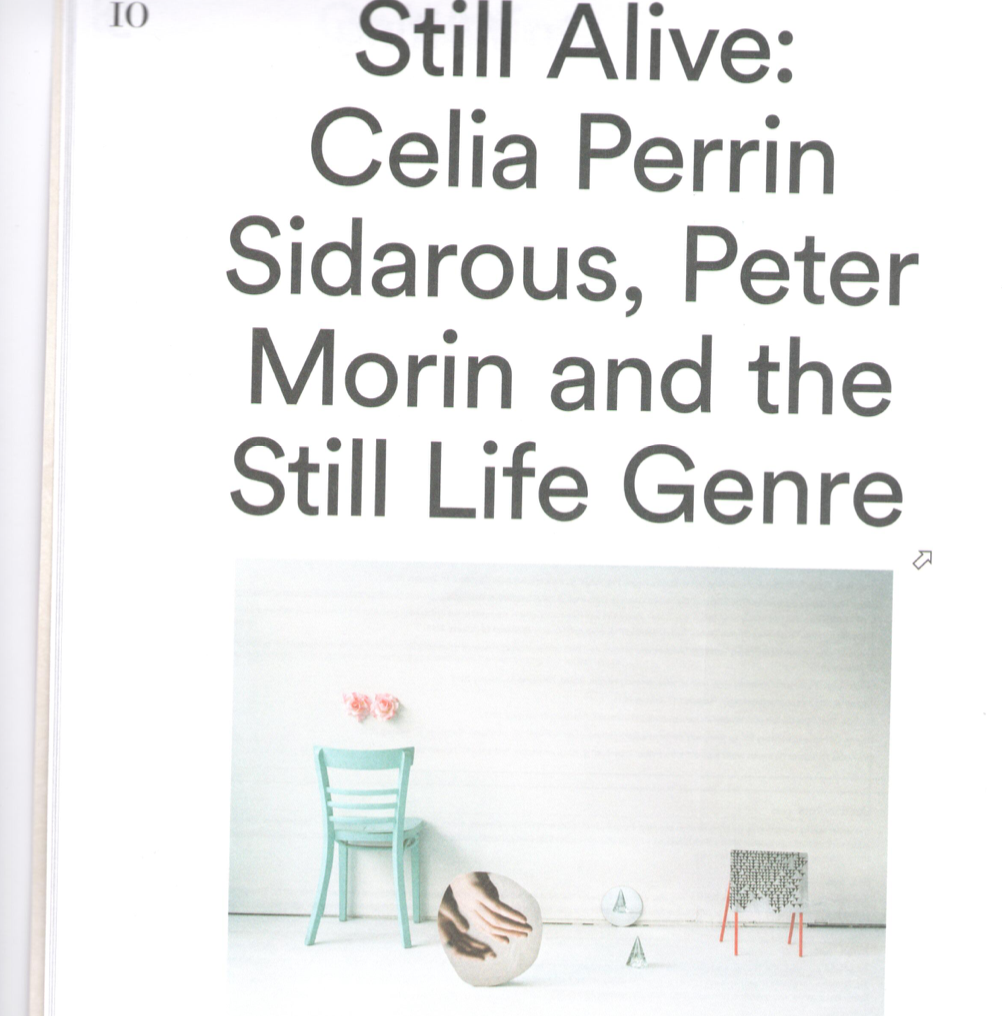 10
Still Alive:
Celia Perrin
Sidarous, Peter
Morin and the
Still Life Genre